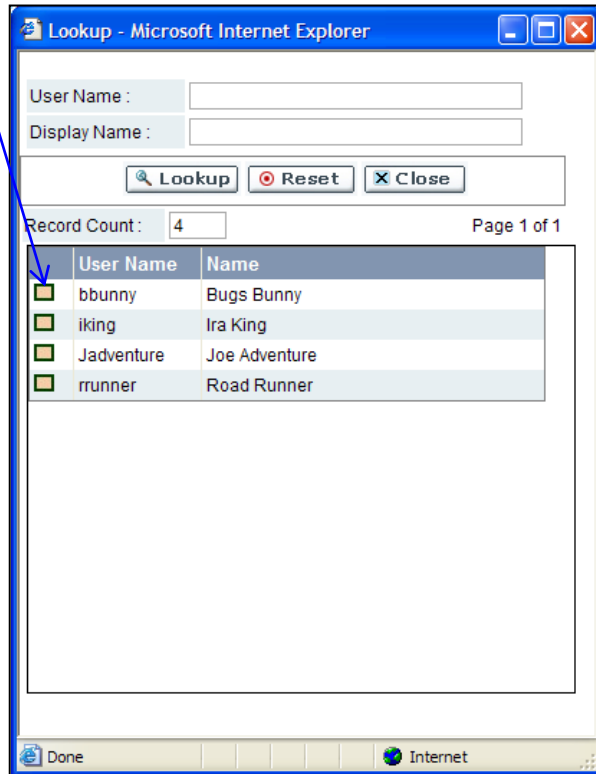 Lookup - Microsoft Internet Explorer
User Name :
Display Name :
Lookup Reset Close
Record Count : 4 Page 1 of 1
User Name Name
bbunny Bugs Bunny
iking Ira King
Jadventure Joe Adventure
rrunner Road Runner
Done Internet